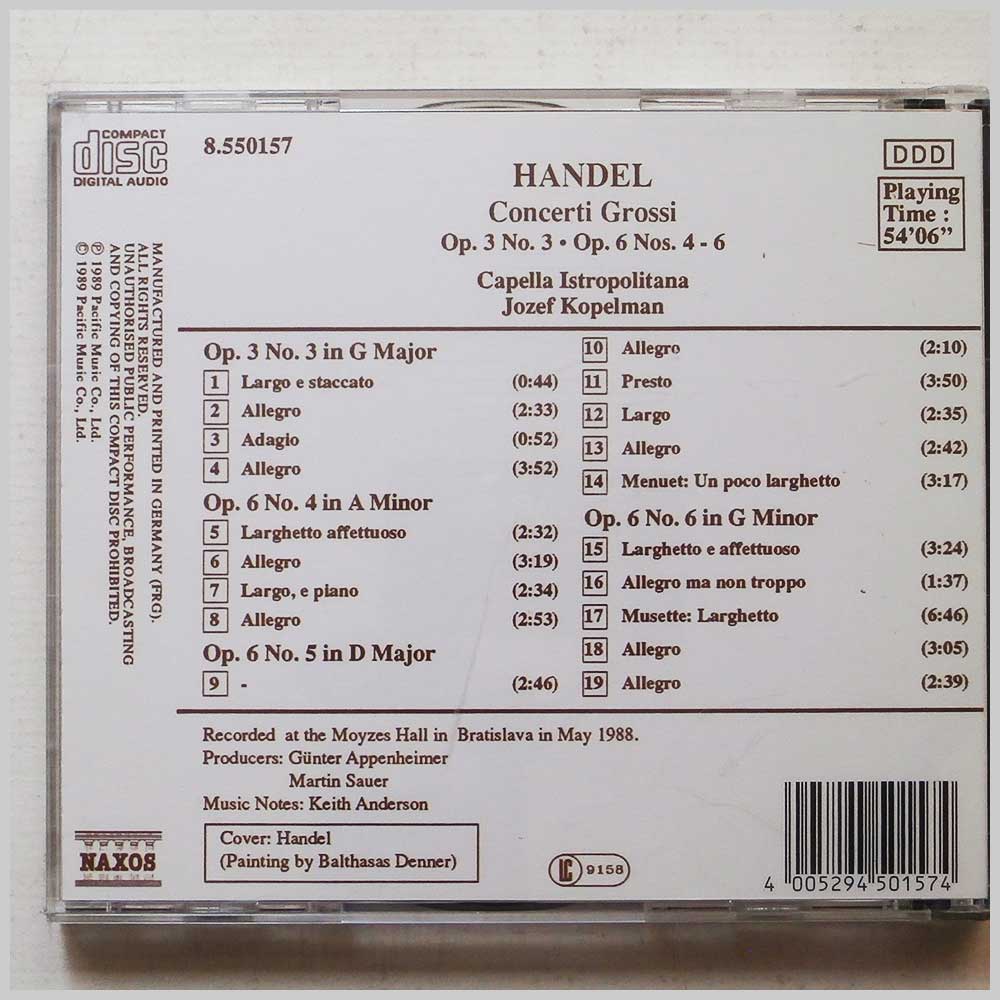 COMPACT
disc
DIGITAL AUDIO
8.550157
HANDEL
Concerti Grossi
Op. 3 No. 3 • Op. 6 Nos. 4 - 6
Capella Istropolitana
Jozef Kopelman
DDD
Playing
Time :
54’06”
MANUFACTURED AND PRINTED IN GERMANY (FRG).
ALL RIGHTS RESERVED.
UNAUTHORISED PUBLIC PERFORMANCE, BROADCASTING
AND COPYING OF THIS COMPACT DISC PROHIBITED.
℗ 1989 Pacific Music Co., Ltd.
© 1989 Pacific Music Co., Ltd.
Op. 3 No. 3 in G Major
1 Largo e staccato (0:44)
2 Allegro (2:33)
3 Adagio (0:52)
4 Allegro (3:52)
Op. 6 No. 4 in A Minor
5 Larghetto affettuoso (2:32)
6 Allegro (3:19)
7 Largo, e piano (2:34)
8 Allegro (2:53)
Op. 6 No. 5 in D Major
9 - (2:46)
10 Allegro (2:10)
11 Presto (3:50)
12 Largo (2:35)
13 Allegro (2:42)
14 Menuet: Un poco larghetto (3:17)
Op. 6 No. 6 in G Minor
15 Larghetto e affettuoso (3:24)
16 Allegro ma non troppo (1:37)
17 Musette: Larghetto (6:46)
18 Allegro (3:05)
19 Allegro (2:39)
Recorded at the Moyzes Hall in Bratislava in May 1988.
Producers: Günter Appenheimer
Martin Sauer
Music Notes: Keith Anderson
Cover: Handel
(Painting by Balthasas Denner)
NAXOS
LC 9158
4 005294 501574